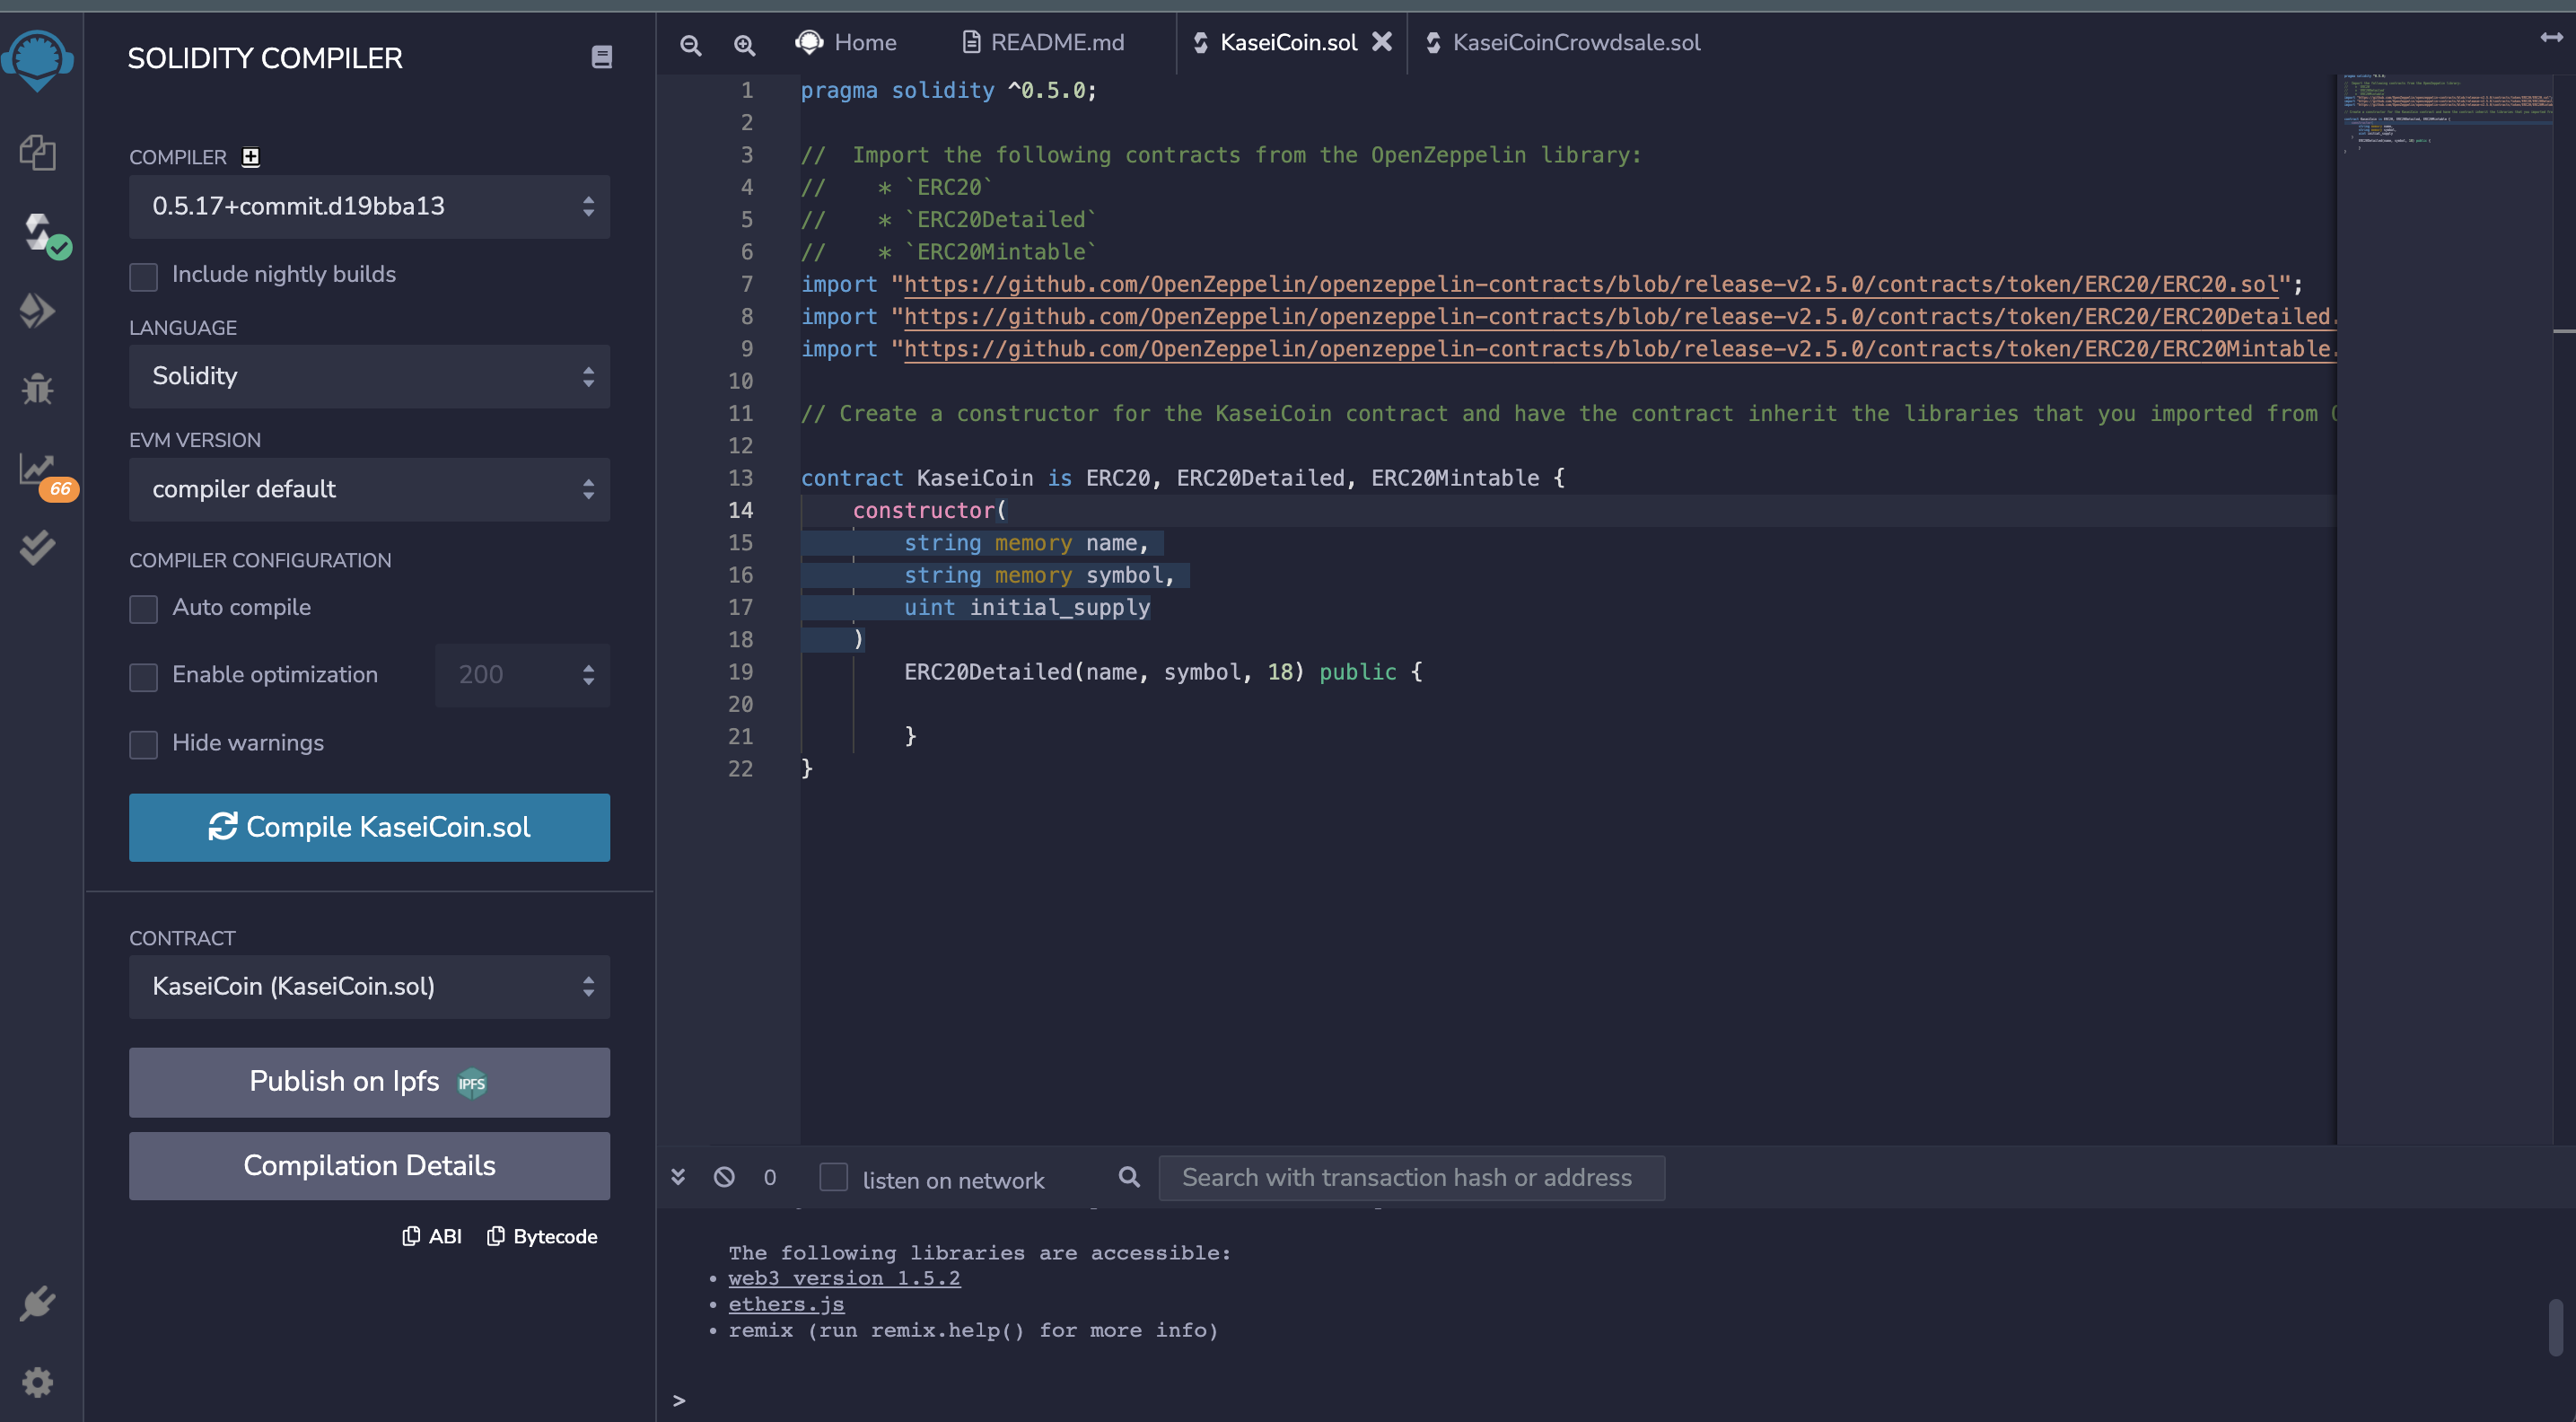 SOLIDITY COMPILER
COMPILER
0.5.17+commit.d19bba13
Include nightly builds
LANGUAGE
Solidity
EVM VERSION
compiler default
COMPILER CONFIGURATION
Auto compile
Enable optimization 200
Hide warnings
Compile KaseiCoin.sol
CONTRACT
KaseiCoin (KaseiCoin.sol)
Publish on Ipfs IPFS
Compilation Details
ABI Bytecode
66
Home README.md KaseiCoin.sol KaseiCoinCrowdsale.sol
1 pragma solidity ^0.5.0;
2
3 //  Import the following contracts from the OpenZeppelin library:
4 //    * `ERC20`
5 //    * `ERC20Detailed`
6 //    * `ERC20Mintable`
7 import "https://github.com/OpenZeppelin/openzeppelin-contracts/blob/release-v2.5.0/contracts/token/ERC20/ERC20.sol";
8 import "https://github.com/OpenZeppelin/openzeppelin-contracts/blob/release-v2.5.0/contracts/token/ERC20/ERC20Detailed.
9 import "https://github.com/OpenZeppelin/openzeppelin-contracts/blob/release-v2.5.0/contracts/token/ERC20/ERC20Mintable.
10
11 // Create a constructor for the KaseiCoin contract and have the contract inherit the libraries that you imported from
12
13 contract KaseiCoin is ERC20, ERC20Detailed, ERC20Mintable {
14     constructor(
15         string memory name,
16         string memory symbol,
17         uint initial_supply
18     )
19         ERC20Detailed(name, symbol, 18) public {
20
21         }
22 }
0 listen on network Search with transaction hash or address
The following libraries are accessible:
• web3 version 1.5.2
• ethers.js
• remix (run remix.help() for more info)
>